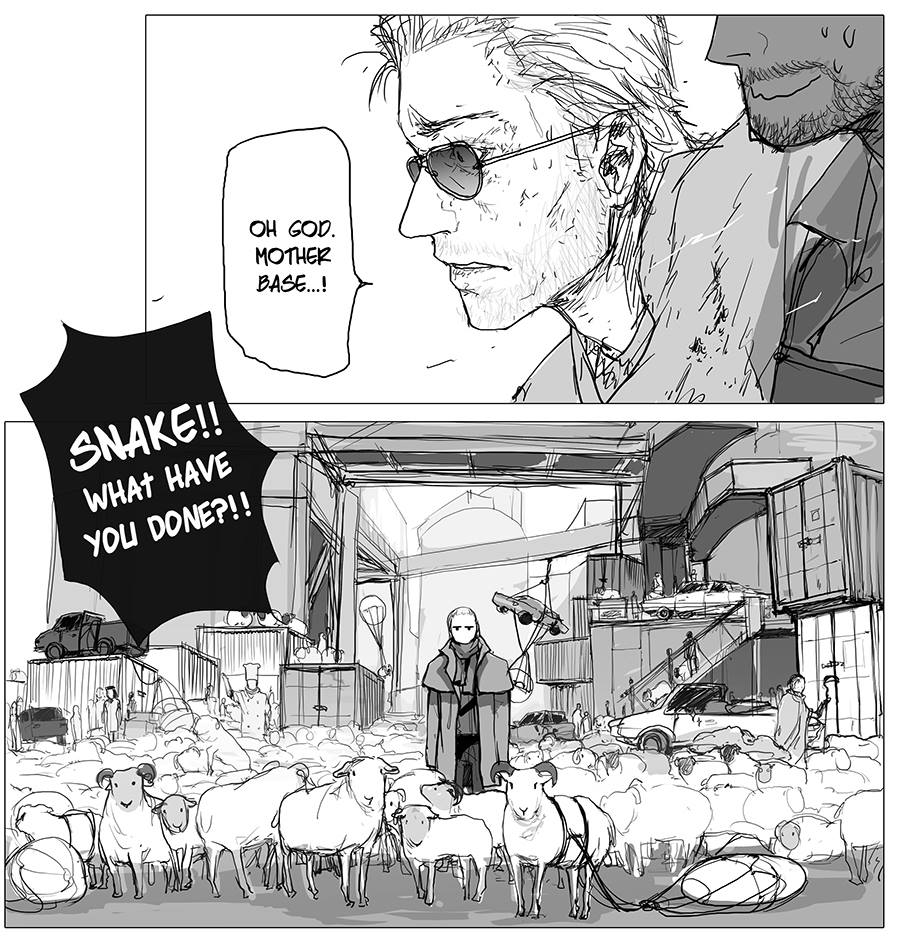 OH GOD.
MOTHER
BASE...!
SNAKE!!
WHAT HAVE
YOU DONE?!!